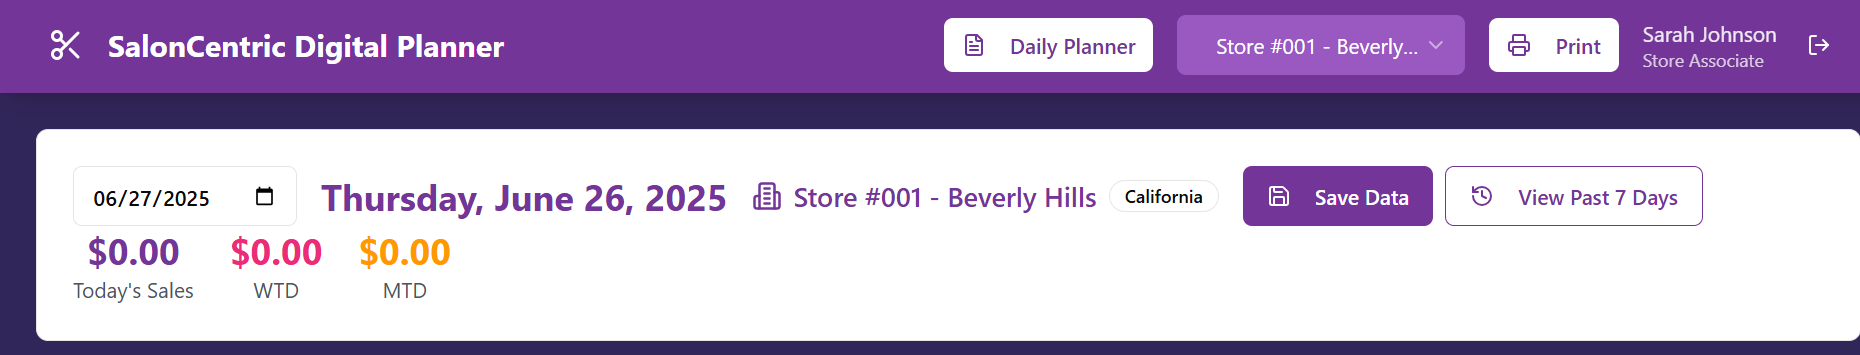 SalonCentric Digital Planner
Daily Planner
Store #001 - Beverly...
Print
Sarah Johnson
Store Associate
06/27/2025
Thursday, June 26, 2025
Store #001 - Beverly Hills
California
Save Data
View Past 7 Days
$0.00
Today's Sales
$0.00
WTD
$0.00
MTD